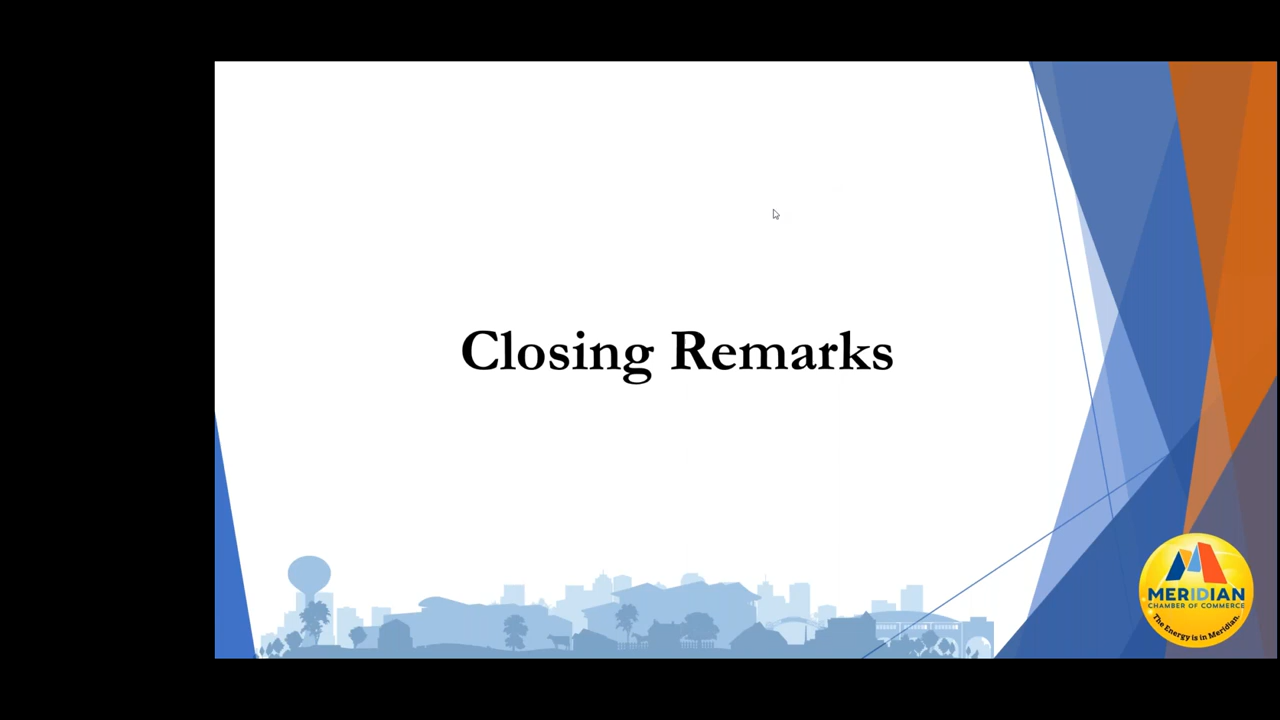 Closing Remarks
MERIDIAN
CHAMBER OF COMMERCE
The Energy is in Meridian.